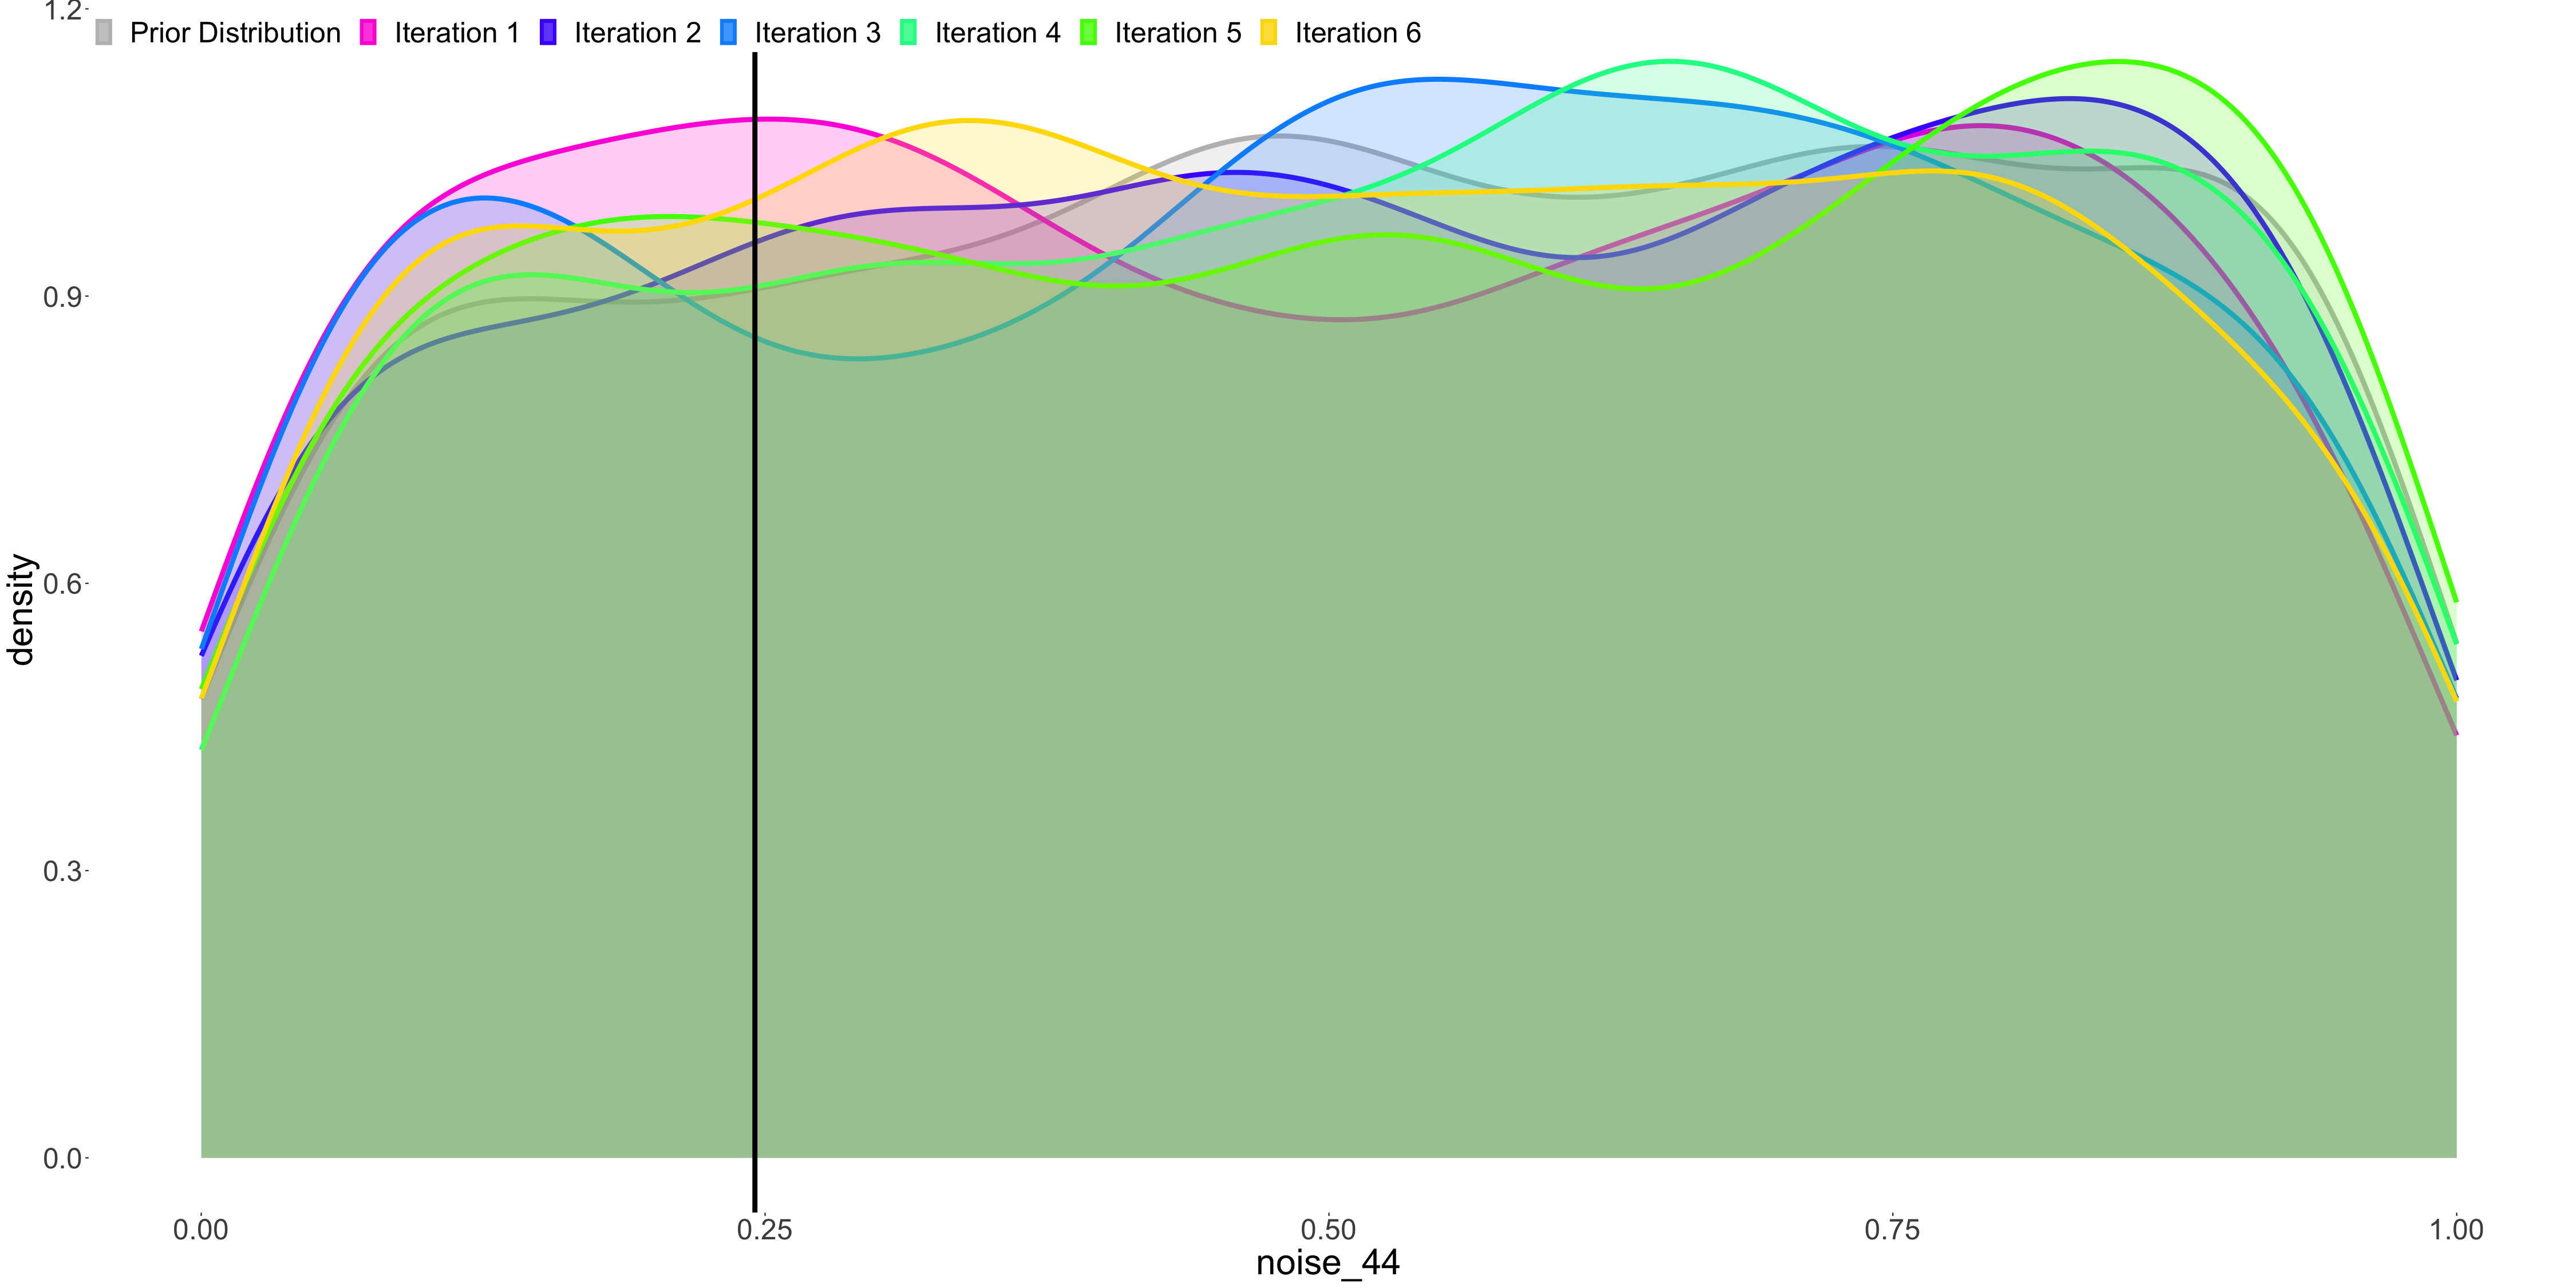 1.2
Prior Distribution Iteration 1 Iteration 2 Iteration 3 Iteration 4 Iteration 5 Iteration 6
0.9
0.6
0.3
0.0
density
0.00 0.25 0.50 0.75 1.00
noise_44